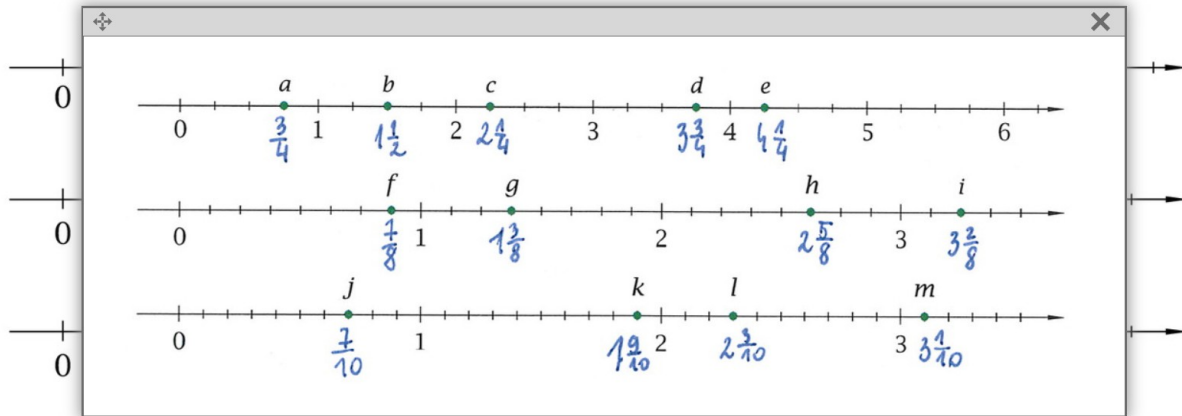 a b c d e
0 1 2 3 4 5 6
3/4 1 1/2 2 1/4 3 3/4 4 1/4
f g h i
0 1 2 3
7/8 1 3/8 2 5/8 3 2/8
j k l m
0 1 2 3
7/10 1 9/10 2 3/10 3 1/10
0
0
0